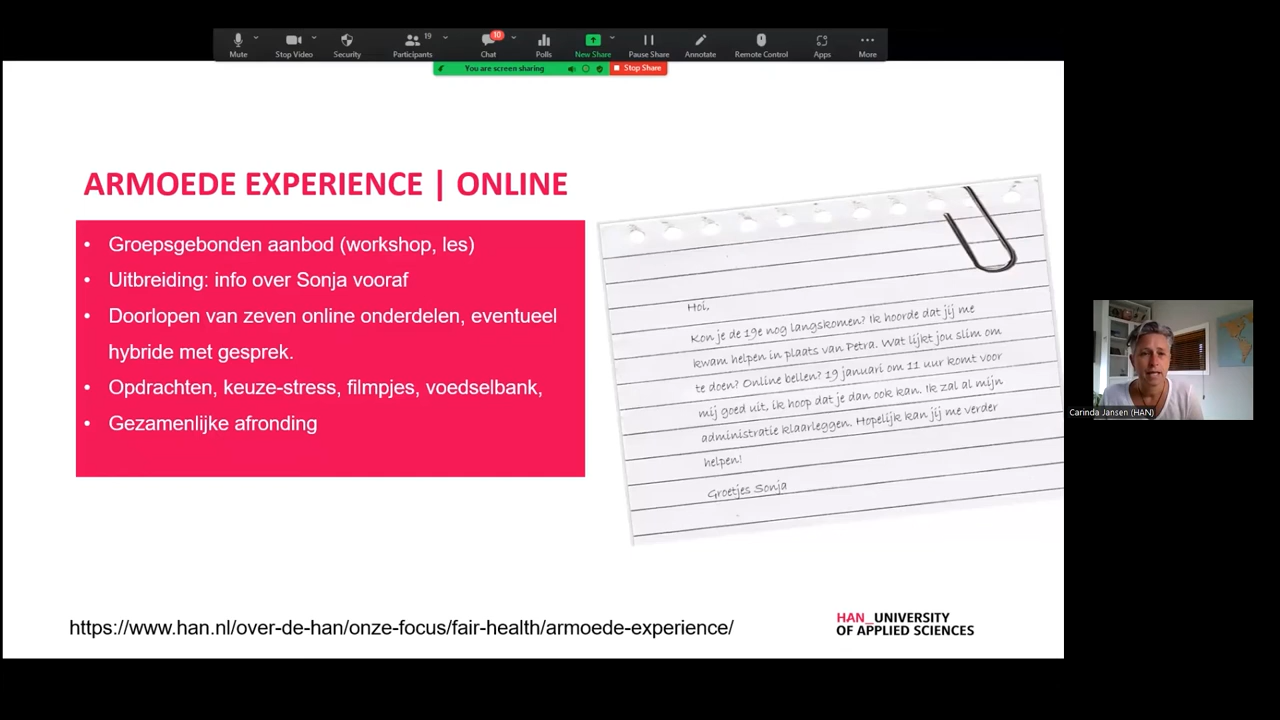 Mute
Stop Video
Security
Participants
19
Chat
10
Polls
New Share
Pause Share
Annotate
Remote Control
Apps
More
You are screen sharing
Stop Share
ARMOEDE EXPERIENCE | ONLINE
• Groepsgebonden aanbod (workshop, les)
• Uitbreiding: info over Sonja vooraf
• Doorlopen van zeven online onderdelen, eventueel
hybride met gesprek.
• Opdrachten, keuze-stress, filmpjes, voedselbank,
• Gezamenlijke afronding
Hoi,
Kon je de 19e nog langskomen? Ik hoorde dat jij me
kwam helpen in plaats van Petra. Wat lijkt jou slim om
te doen? Online bellen? 19 januari om 11 uur komt voor
mij goed uit, ik hoop dat je dan ook kan. Ik zal al mijn
administratie klaarleggen. Hopelijk kan jij me verder
helpen!
Groetjes Sonja
Carinda Jansen (HAN)
https://www.han.nl/over-de-han/onze-focus/fair-health/armoede-experience/
HAN_UNIVERSITY
OF APPLIED SCIENCES